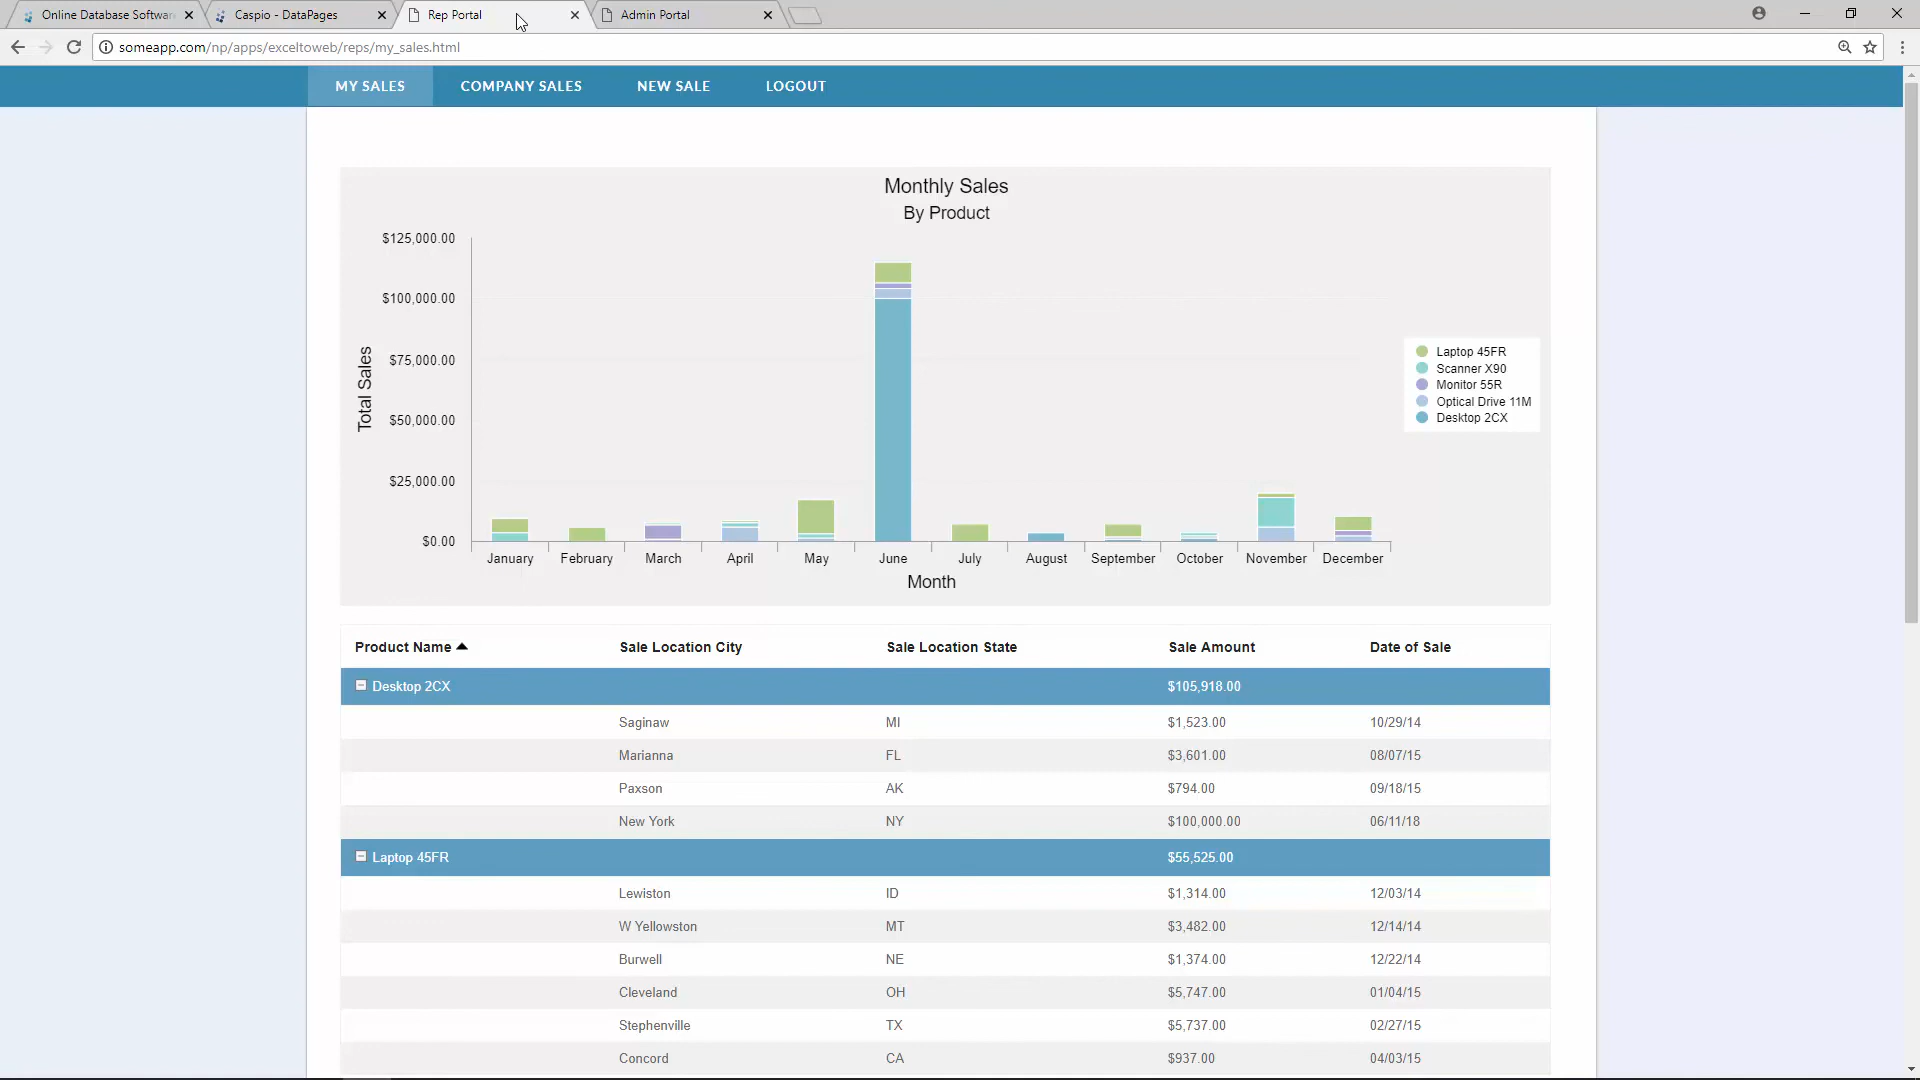 Online Database Software
Caspio - DataPages
Rep Portal
Admin Portal
someapp.com/np/apps/exceltoweb/reps/my_sales.html
MY SALES
COMPANY SALES
NEW SALE
LOGOUT
Monthly Sales
By Product
$125,000.00
$100,000.00
$75,000.00
$50,000.00
$25,000.00
$0.00
Total Sales
January February March April May June July August September October November December
Month
Laptop 45FR
Scanner X90
Monitor 55R
Optical Drive 11M
Desktop 2CX
Product Name Sale Location City Sale Location State Sale Amount Date of Sale
Desktop 2CX $105,918.00
Saginaw MI $1,523.00 10/29/14
Marianna FL $3,601.00 08/07/15
Paxson AK $794.00 09/18/15
New York NY $100,000.00 06/11/18
Laptop 45FR $55,525.00
Lewiston ID $1,314.00 12/03/14
W Yellowston MT $3,482.00 12/14/14
Burwell NE $1,374.00 12/22/14
Cleveland OH $5,747.00 01/04/15
Stephenville TX $5,737.00 02/27/15
Concord CA $937.00 04/03/15